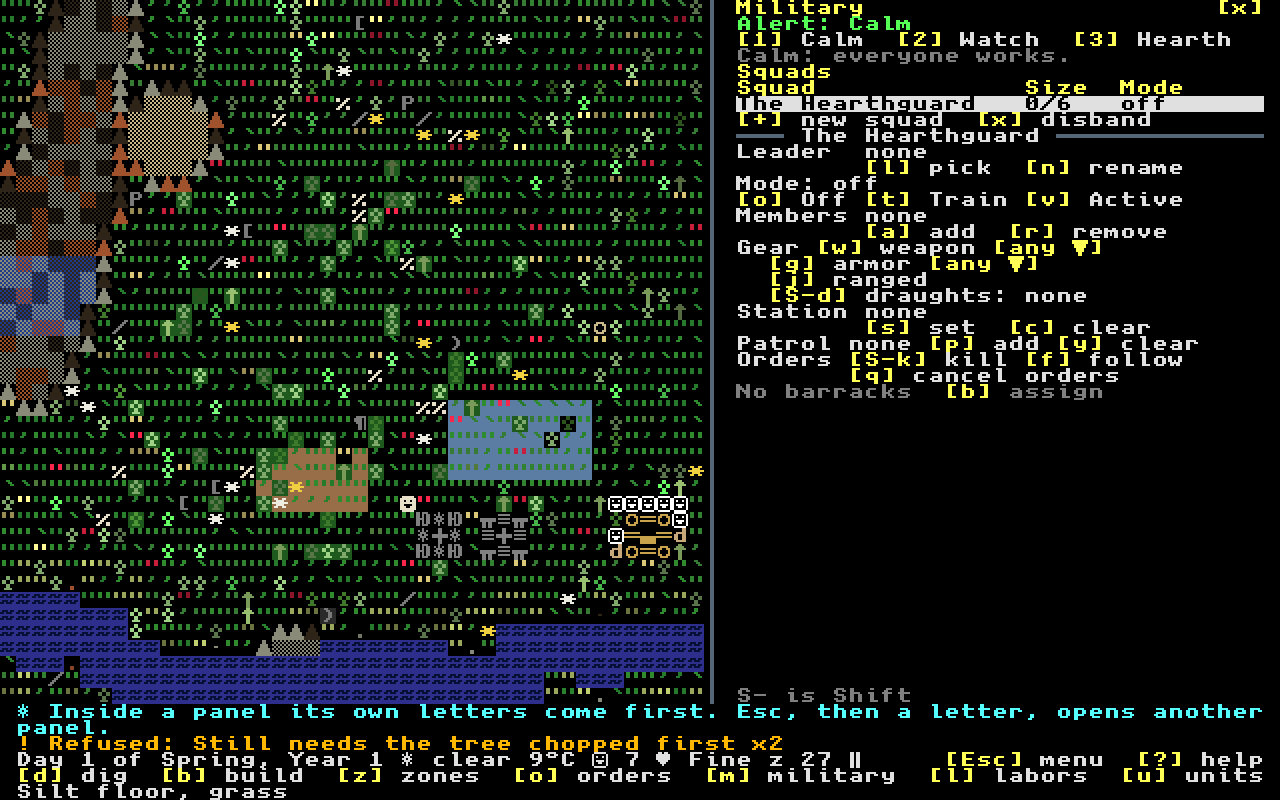 Military [x]
Alert: Calm
[1] Calm [2] Watch [3] Hearth
Calm: everyone works.
Squads
Squad Size Mode
The Hearthguard 0/6 off
[+] new squad [x] disband
The Hearthguard
Leader none
[l] pick [n] rename
Mode: off
[o] Off [t] Train [v] Active
Members none
[a] add [r] remove
Gear [w] weapon [any ▼]
[g] armor [any ▼]
[j] ranged
[S-d] draughts: none
Station none
[s] set [c] clear
Patrol none [p] add [y] clear
Orders [S-k] kill [f] follow
[q] cancel orders
No barracks [b] assign
S- is Shift
* Inside a panel its own letters come first. Esc, then a letter, opens another
panel.
! Refused: Still needs the tree chopped first x2
Day 1 of Spring, Year 1 ☼ clear 9°C ☺ 7 ♥ Fine z 27 ‖ [Esc] menu [?] help
[d] dig [b] build [z] zones [o] orders [m] military [l] labors [u] units
Silt floor, grass